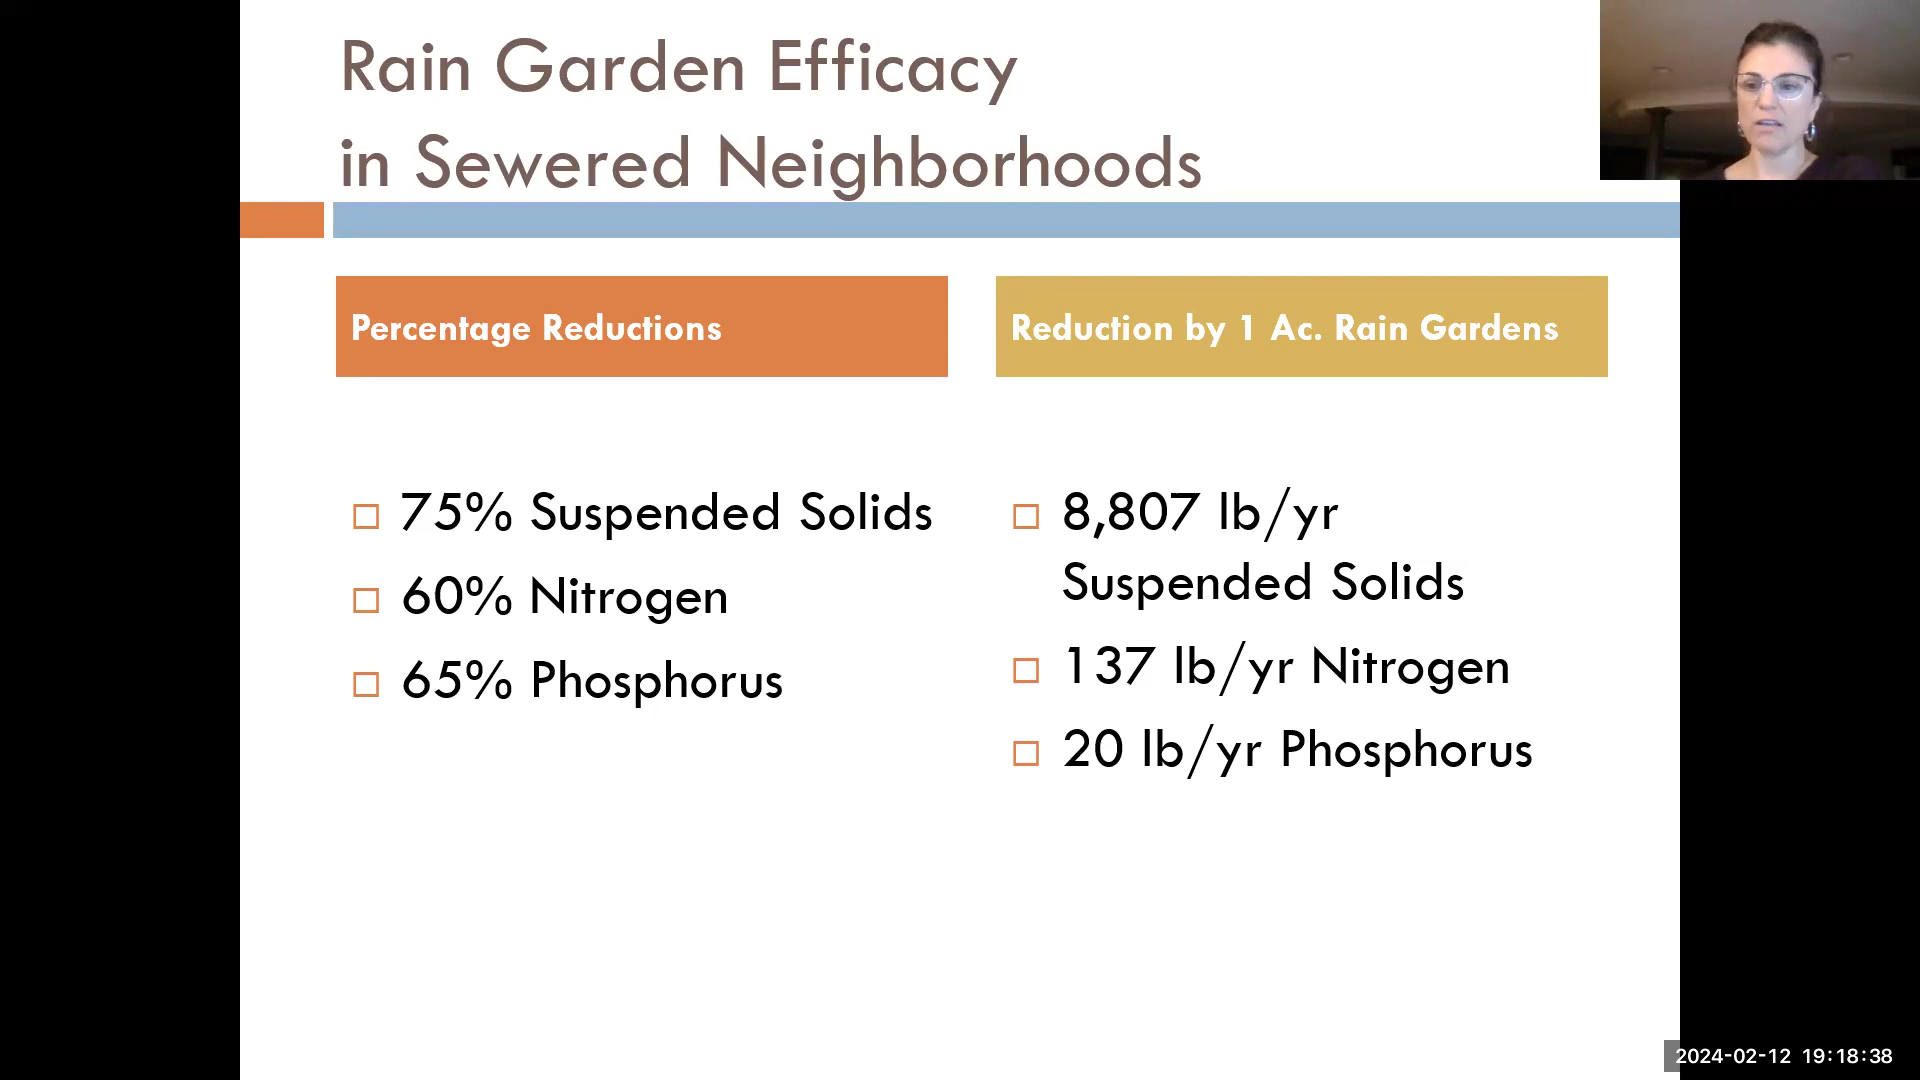 Rain Garden Efficacy
in Sewered Neighborhoods
Percentage Reductions
75% Suspended Solids
60% Nitrogen
65% Phosphorus
Reduction by 1 Ac. Rain Gardens
8,807 lb/yr
Suspended Solids
137 lb/yr Nitrogen
20 lb/yr Phosphorus
2024-02-12 19:18:38